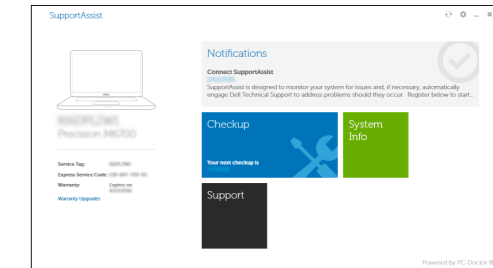 SupportAssist
Notifications
Connect SupportAssist
SupportAssist is designed to monitor your system for issues and, if necessary, automatically
engage Dell Technical Support to address problems should they occur. Register below to start...
Precision M6700
Checkup
Your next checkup is
System
Info
Service Tag:
Express Service Code:
Warranty: Expires on
Warranty Upgrades
Support
Powered by PC-Doctor ®